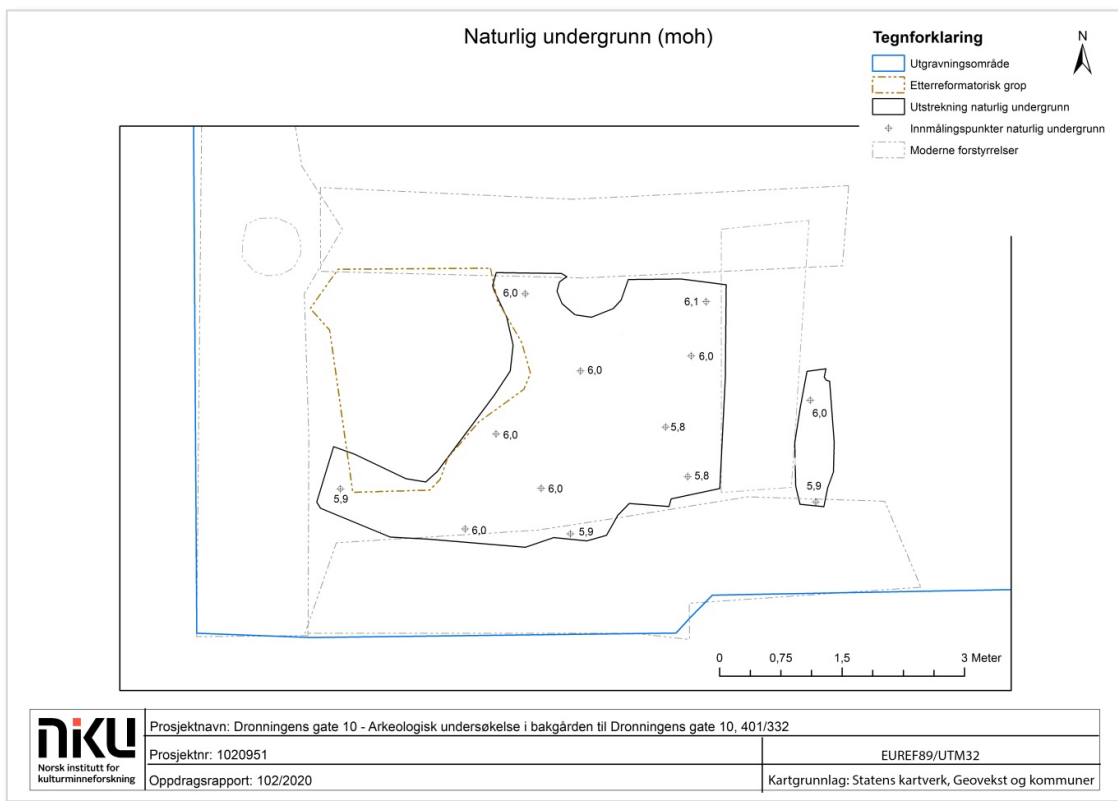 Naturlig undergrunn (moh)
Tegnforklaring
Utgravningsområde
Etterreformatorisk grop
Utstrekning naturlig undergrunn
Innmålingspunkter naturlig undergrunn
Moderne forstyrrelser
N
6,0
6,1
6,0
6,0
6,0
5,8
6,0
5,8
5,9
6,0
5,9
6,0
5,9
0 0,75 1,5 3 Meter
NIKU
Norsk institutt for
kulturminneforskning
Prosjektnavn: Dronningens gate 10 - Arkeologisk undersøkelse i bakgården til Dronningens gate 10, 401/332
Prosjektnr: 1020951
EUREF89/UTM32
Oppdragsrapport: 102/2020
Kartgrunnlag: Statens kartverk, Geovekst og kommuner